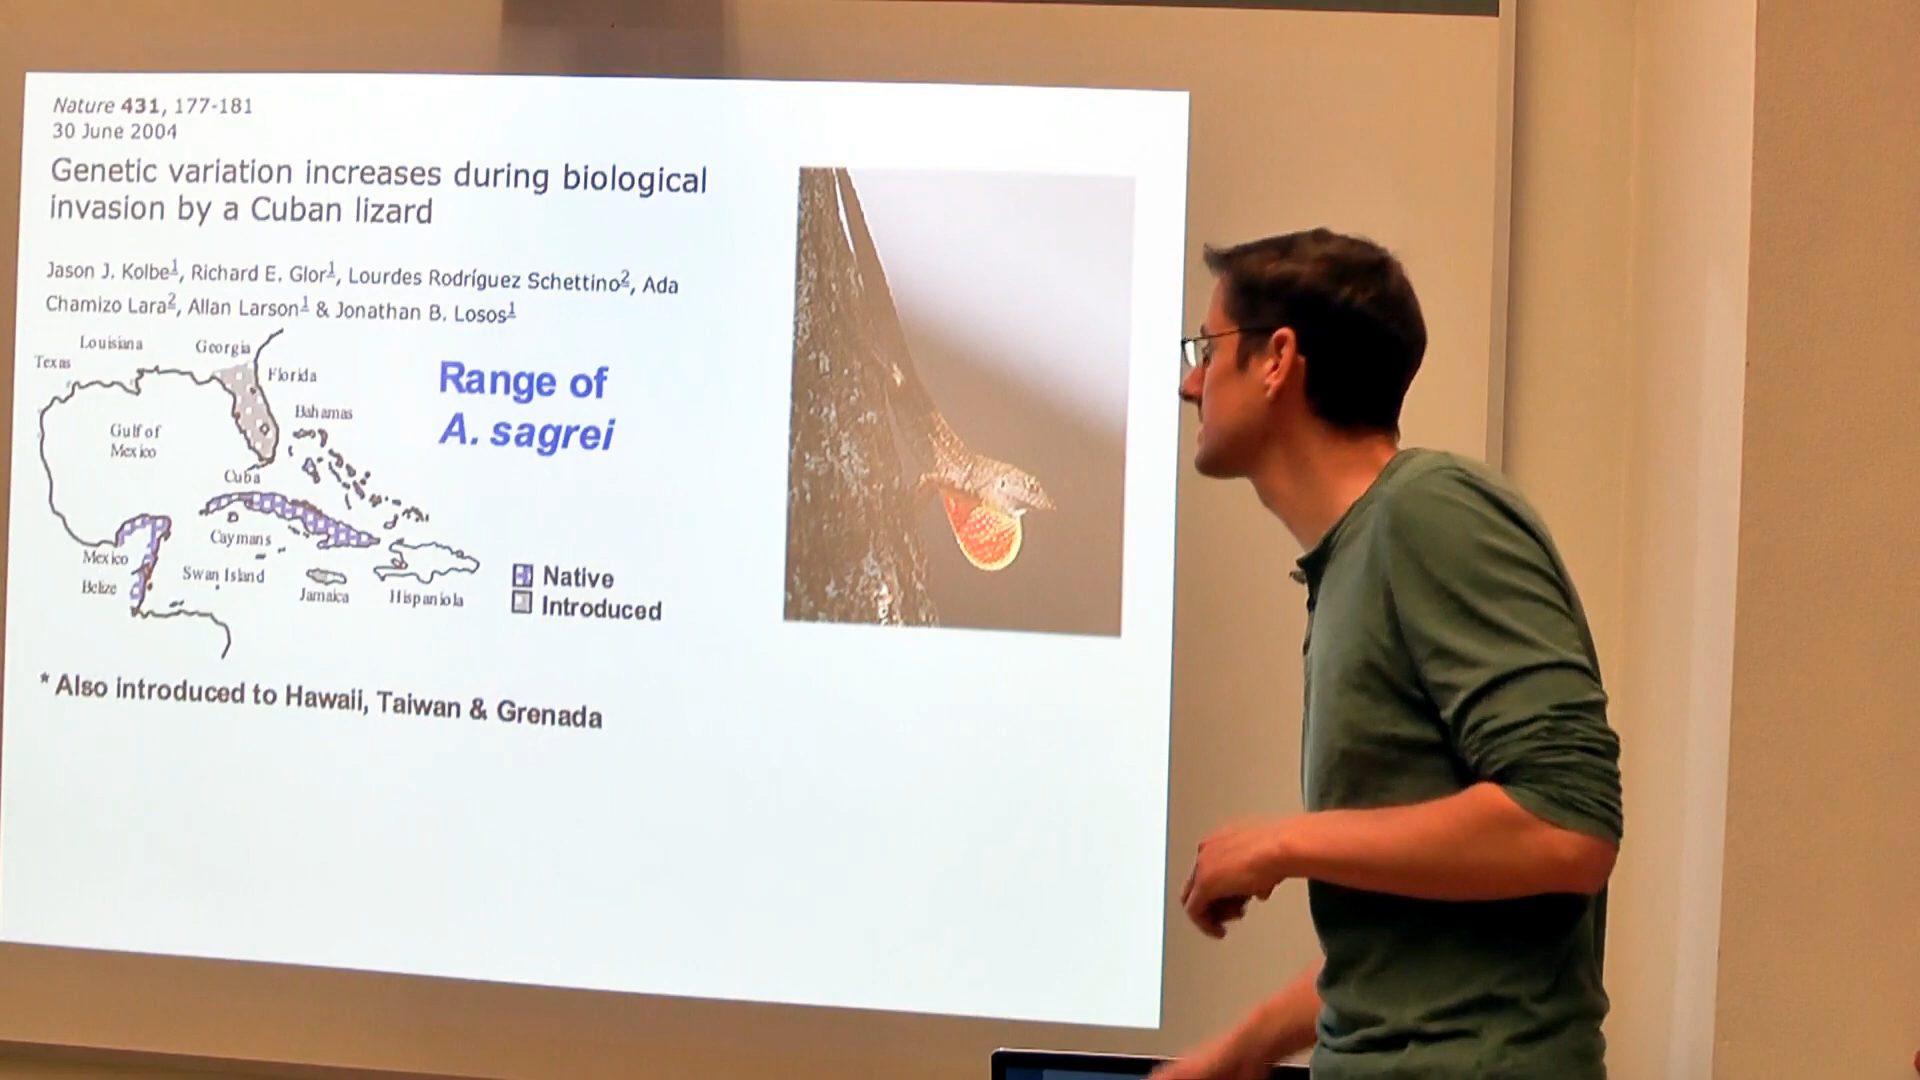 Nature 431, 177-181
30 June 2004
Genetic variation increases during biological
invasion by a Cuban lizard
Jason J. Kolbe1, Richard E. Glor1, Lourdes Rodríguez Schettino2, Ada
Chamizo Lara2, Allan Larson1 & Jonathan B. Losos1
Louisiana
Georgia
Texas
Florida
Range of
A. sagrei
Bahamas
Gulf of
Mexico
Cuba
Caymans
Mexico
Swan Island
Belize
Jamaica
Hispaniola
Native
Introduced
* Also introduced to Hawaii, Taiwan & Grenada